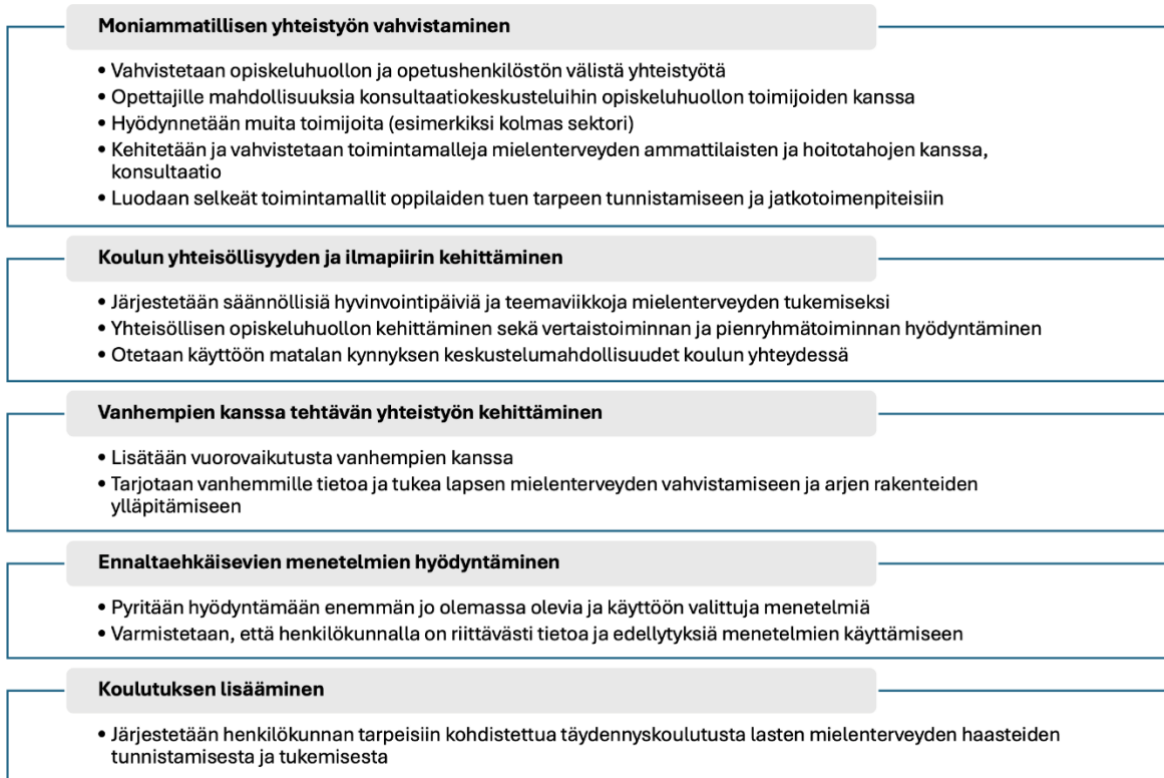 Moniammatillisen yhteistyön vahvistaminen
• Vahvistetaan opiskeluhuollon ja opetushenkilöstön välistä yhteistyötä
• Opettajille mahdollisuuksia konsultaatiokeskusteluihin opiskeluhuollon toimijoiden kanssa
• Hyödynnetään muita toimijoita (esimerkiksi kolmas sektori)
• Kehitetään ja vahvistetaan toimintamalleja mielenterveyden ammattilaisten ja hoitotahojen kanssa,
konsultaatio
• Luodaan selkeät toimintamallit oppilaiden tuen tarpeen tunnistamiseen ja jatkotoimenpiteisiin
Koulun yhteisöllisyyden ja ilmapiirin kehittäminen
• Järjestetään säännöllisiä hyvinvointipäiviä ja teemaviikkoja mielenterveyden tukemiseksi
• Yhteisöllisen opiskeluhuollon kehittäminen sekä vertaistoiminnan ja pienryhmätoiminnan hyödyntäminen
• Otetaan käyttöön matalan kynnyksen keskustelumahdollisuudet koulun yhteydessä
Vanhempien kanssa tehtävän yhteistyön kehittäminen
• Lisätään vuorovaikutusta vanhempien kanssa
• Tarjotaan vanhemmille tietoa ja tukea lapsen mielenterveyden vahvistamiseen ja arjen rakenteiden
ylläpitämiseen
Ennaltaehkäisevien menetelmien hyödyntäminen
• Pyritään hyödyntämään enemmän jo olemassa olevia ja käyttöön valittuja menetelmiä
• Varmistetaan, että henkilökunnalla on riittävästi tietoa ja edellytyksiä menetelmien käyttämiseen
Koulutuksen lisääminen
• Järjestetään henkilökunnan tarpeisiin kohdistettua täydennyskoulutusta lasten mielenterveyden haasteiden
tunnistamisesta ja tukemisesta